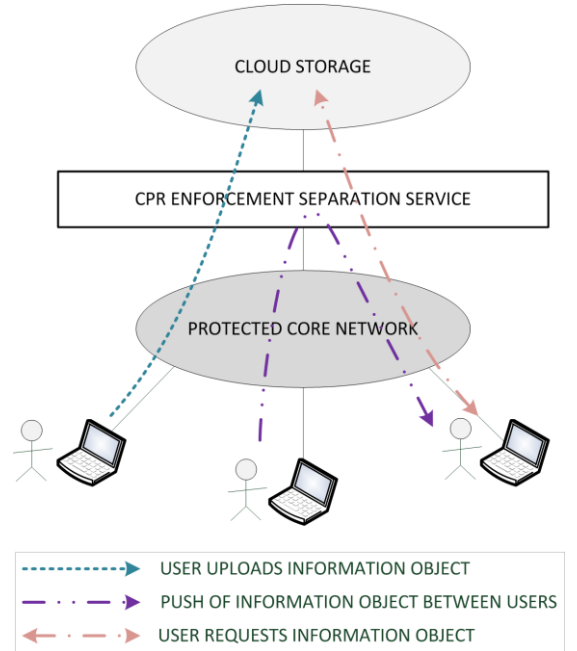 CLOUD STORAGE
CPR ENFORCEMENT SEPARATION SERVICE
PROTECTED CORE NETWORK
USER UPLOADS INFORMATION OBJECT
PUSH OF INFORMATION OBJECT BETWEEN USERS
USER REQUESTS INFORMATION OBJECT